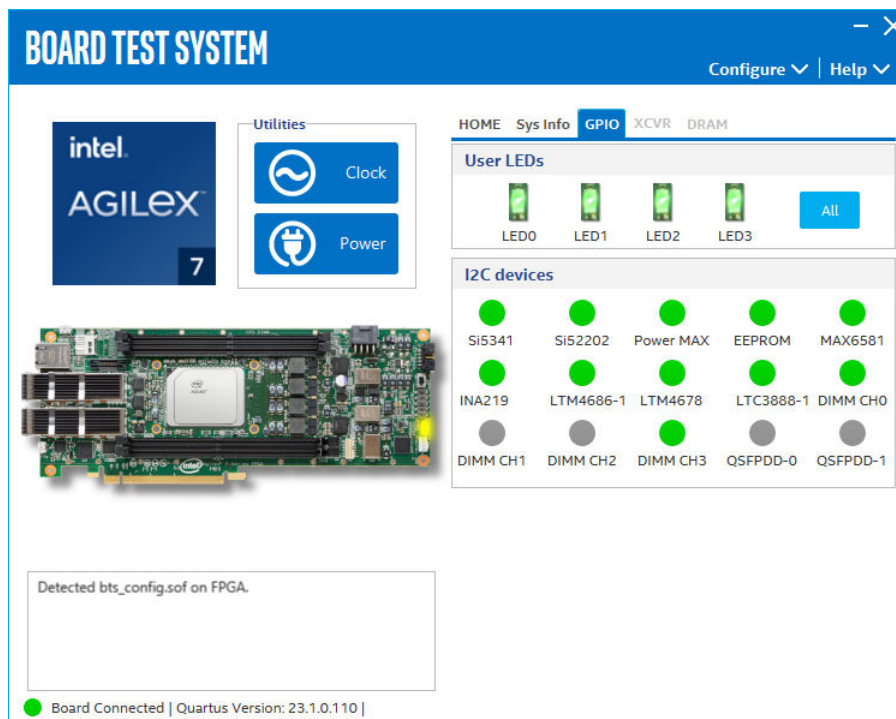 BOARD TEST SYSTEM
Configure | Help
intel.
AGILEX™
7
Utilities
Clock
Power
HOME Sys Info GPIO XCVR DRAM
User LEDs
LED0 LED1 LED2 LED3 All
I2C devices
Si5341 Si52202 Power MAX EEPROM MAX6581
INA219 LTM4686-1 LTM4678 LTC3888-1 DIMM CH0
DIMM CH1 DIMM CH2 DIMM CH3 QSFPDD-0 QSFPDD-1
Detected bts_config.sof on FPGA.
Board Connected | Quartus Version: 23.1.0.110 |